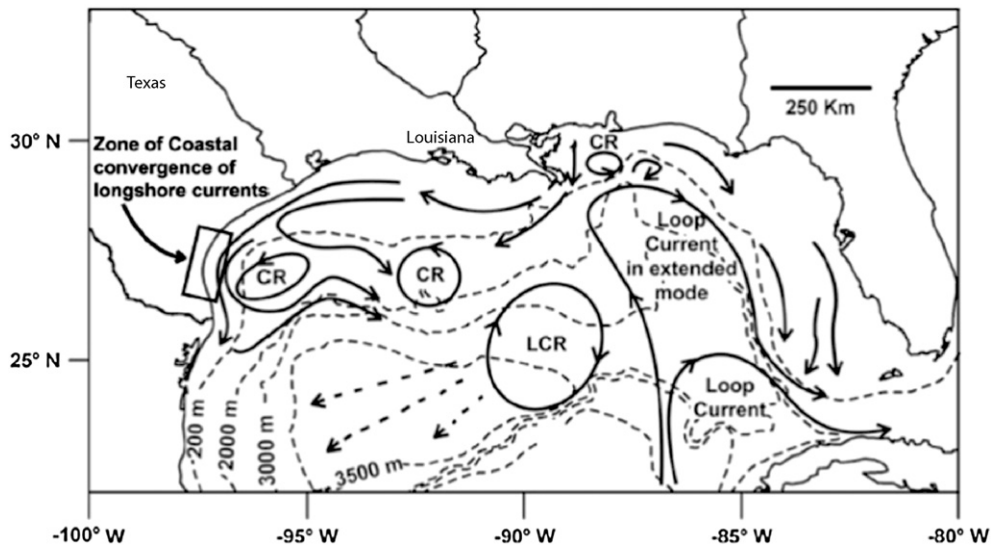 Texas
Louisiana
250 Km
30° N
Zone of Coastal
convergence of
longshore currents
CR
Loop
Current
in extended
mode
CR
CR
LCR
25° N
Loop
Current
200 m
2000 m
3000 m
3500 m
-100° W
-95° W
-90° W
-85° W
-80° W